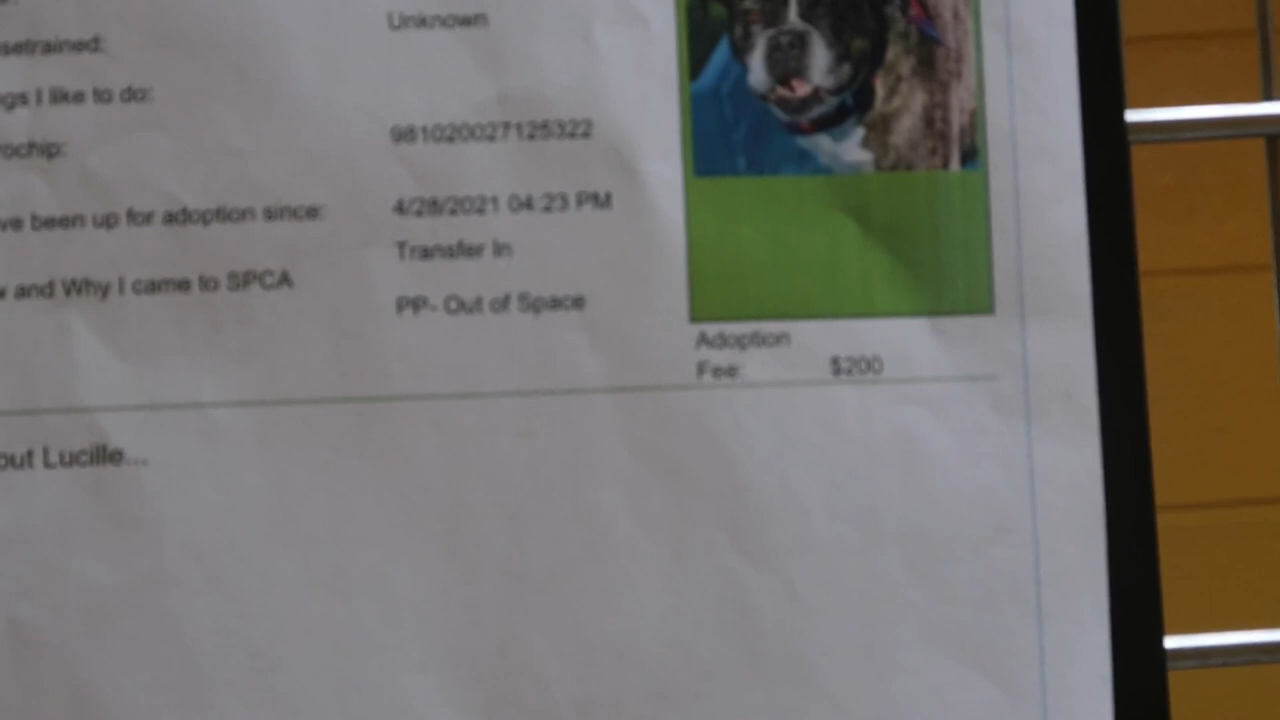 Unknown
setrained:
gs I like to do:
rochip:
981020027125322
ve been up for adoption since:
4/28/2021 04:23 PM
Transfer In
w and Why I came to SPCA
PP- Out of Space
Adoption
Fee: $200
out Lucille...